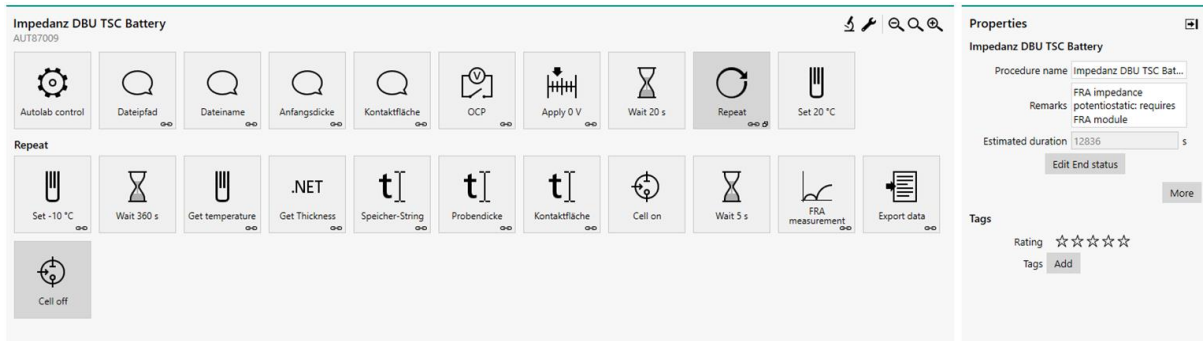 Impedanz DBU TSC Battery
AUT87009
Autolab control
Dateipfad
Dateiname
Anfangsdicke
Kontaktfläche
V
OCP
Apply 0 V
Wait 20 s
Repeat
Set 20 °C
Repeat
Set -10 °C
Wait 360 s
Get temperature
.NET
Get Thickness
t
Speicher-String
t
Probendicke
t
Kontaktfläche
Cell on
Wait 5 s
FRA
measurement
Export data
Cell off
Properties
Impedanz DBU TSC Battery
Procedure name Impedanz DBU TSC Bat...
Remarks FRA impedance
potentiostatic: requires
FRA module
Estimated duration 12836 s
Edit End status
More
Tags
Rating
Tags Add